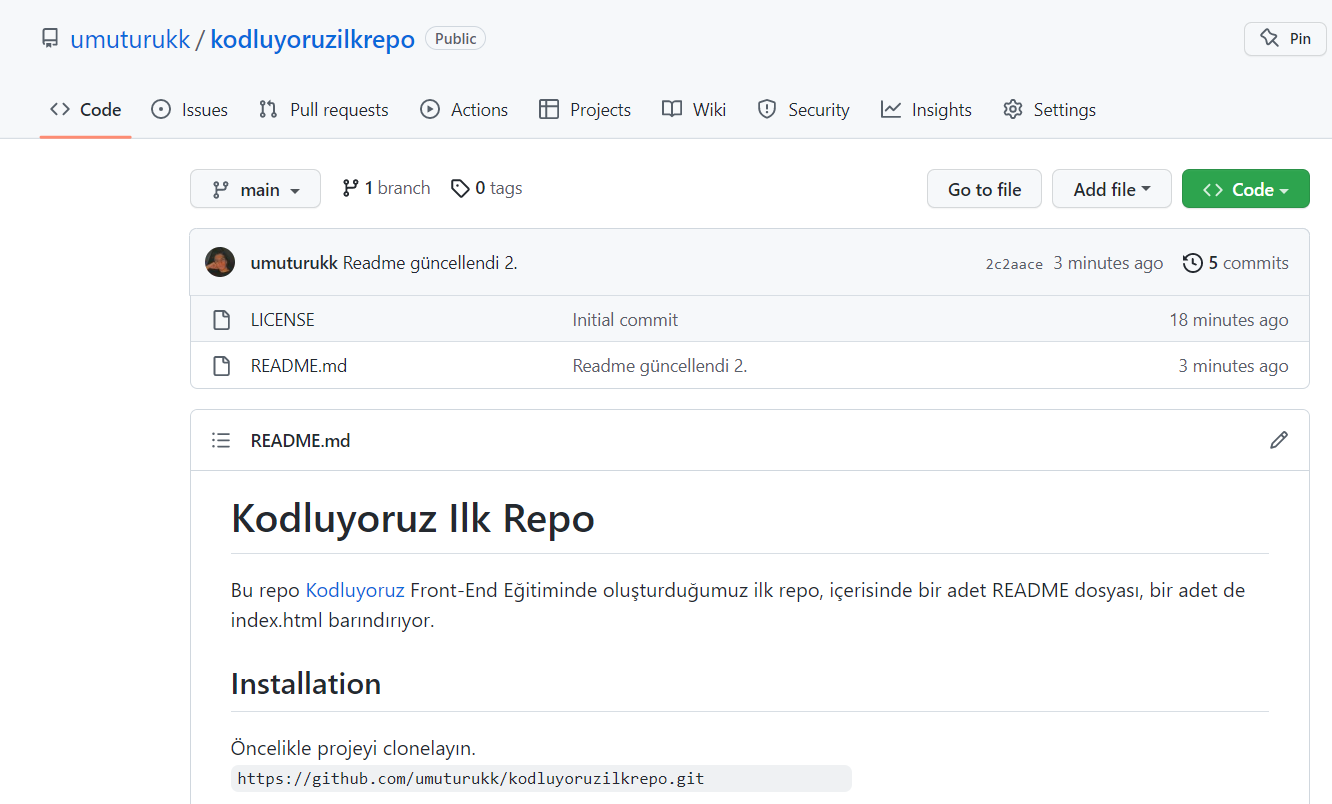 umuturukk / kodluyoruzilkrepo Public Pin
Code Issues Pull requests Actions Projects Wiki Security Insights Settings
main 1 branch 0 tags Go to file Add file Code
umuturukk Readme güncellendi 2. 2c2aace 3 minutes ago 5 commits
LICENSE Initial commit 18 minutes ago
README.md Readme güncellendi 2. 3 minutes ago
README.md
Kodluyoruz Ilk Repo
Bu repo Kodluyoruz Front-End Eğitiminde oluşturduğumuz ilk repo, içerisinde bir adet README dosyası, bir adet de
index.html barındırıyor.
Installation
Öncelikle projeyi clonelayın.
https://github.com/umuturukk/kodluyoruzilkrepo.git